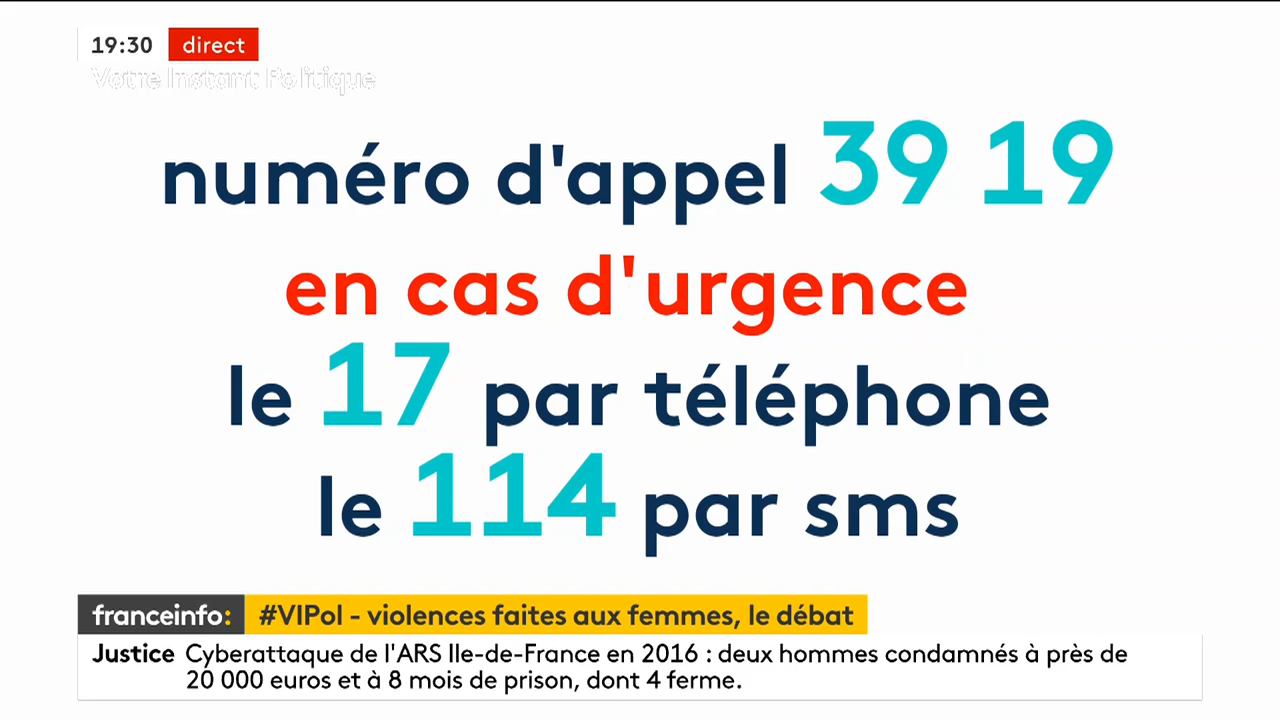 19:30 direct
Votre Instant Politique
numéro d'appel 39 19
en cas d'urgence
le 17 par téléphone
le 114 par sms
franceinfo: #VIPol - violences faites aux femmes, le débat
Justice Cyberattaque de l'ARS Ile-de-France en 2016 : deux hommes condamnés à près de
20 000 euros et à 8 mois de prison, dont 4 ferme.